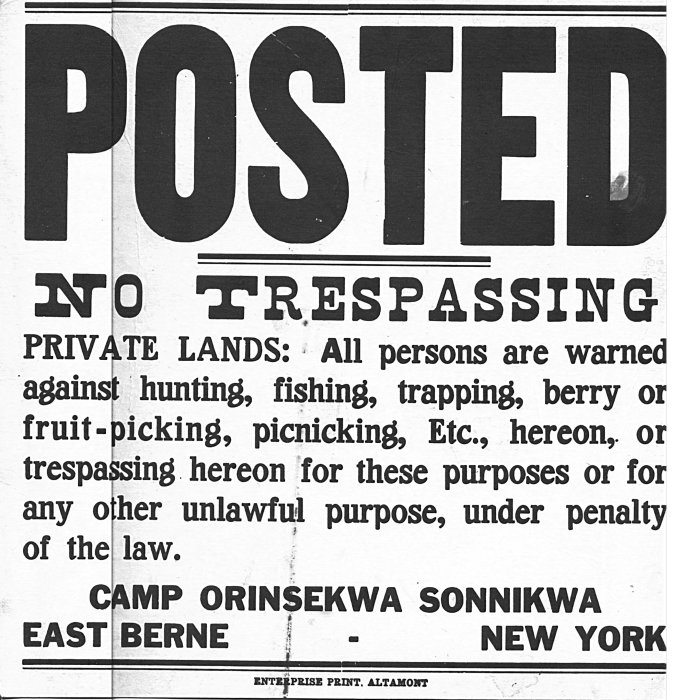 POSTED
NO TRESPASSING
PRIVATE LANDS: All persons are warned
against hunting, fishing, trapping, berry or
fruit-picking, picnicking, Etc., hereon, or
trespassing hereon for these purposes or for
any other unlawful purpose, under penalty
of the law.
CAMP ORINSEKWA SONNIKWA
EAST BERNE - NEW YORK
ENTERPRISE PRINT, ALTAMONT